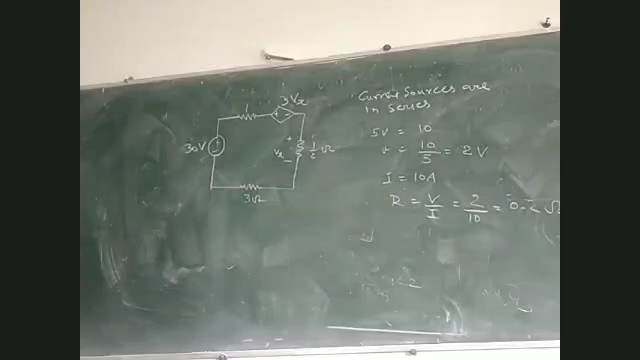 1
3Vx
+ -
30V
+
Vx
-
1/2 Ω
3Ω
Current Sources are
in series
5V = 10
V = 10/5 = 2V
I = 10A
R = V/I = 2/10 = 0.2 Ω